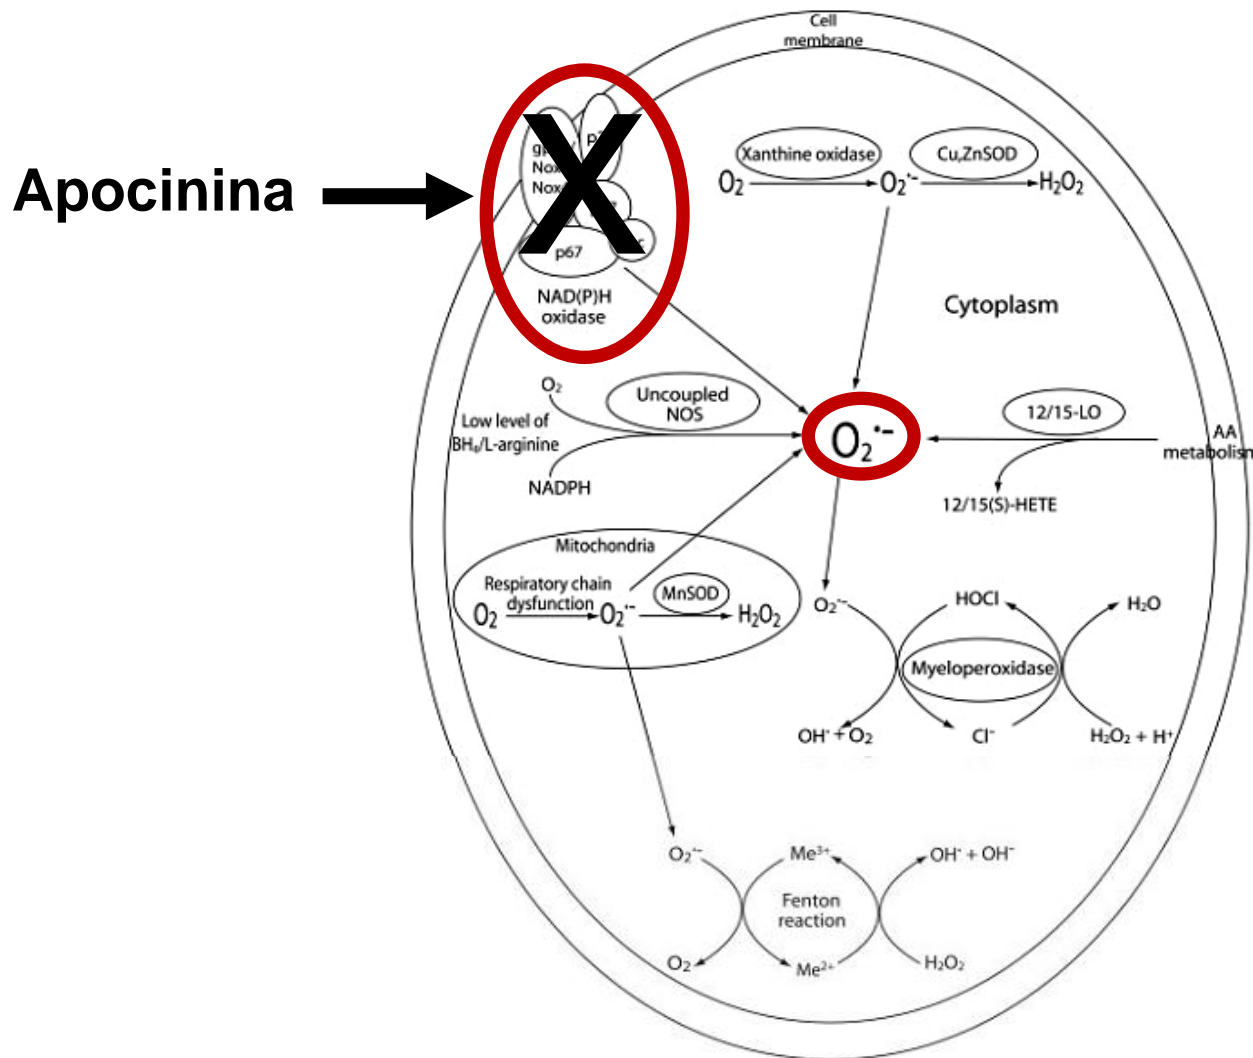 Cell
membrane
Apocinina
Nox
Nox
p67
NAD(P)H
oxidase
Xanthine oxidase
Cu,ZnSOD
O₂
O₂•−
H₂O₂
Cytoplasm
O₂
Uncoupled
NOS
Low level of
BH₄/L-arginine
NADPH
O₂•−
12/15-LO
AA
metabolism
12/15(S)-HETE
Mitochondria
Respiratory chain
dysfunction
MnSOD
O₂
O₂•−
H₂O₂
O₂•−
HOCl
H₂O
Myeloperoxidase
OH• + O₂
Cl⁻
H₂O₂ + H⁺
O₂•−
Me³⁺
OH• + OH⁻
Fenton
reaction
O₂
Me²⁺
H₂O₂